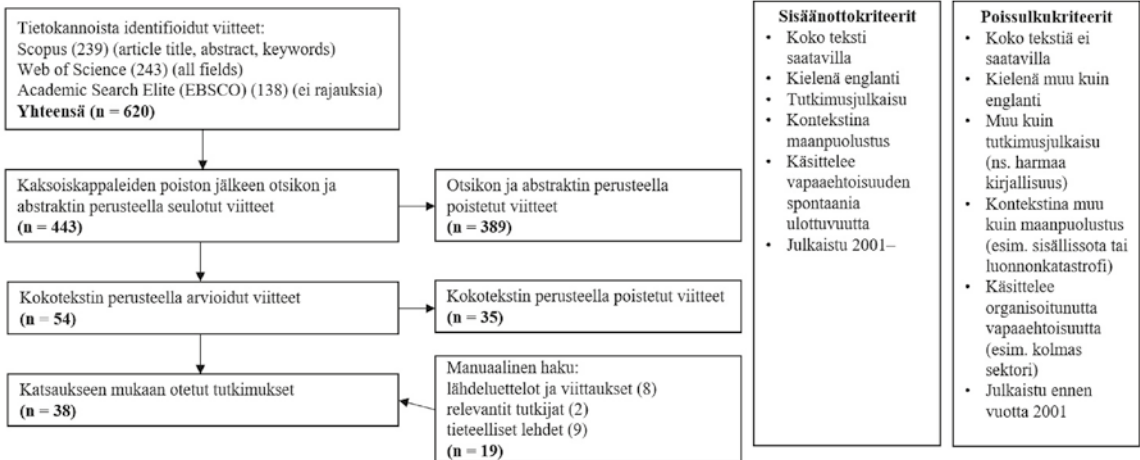 Tietokannoista identifioidut viitteet:
Scopus (239) (article title, abstract, keywords)
Web of Science (243) (all fields)
Academic Search Elite (EBSCO) (138) (ei rajauksia)
Yhteensä (n = 620)
Kaksoiskappaleiden poiston jälkeen otsikon ja
abstraktin perusteella seulotut viitteet
(n = 443)
Otsikon ja abstraktin perusteella
poistetut viitteet
(n = 389)
Kokotekstin perusteella arvioidut viitteet
(n = 54)
Kokotekstin perusteella poistetut viitteet
(n = 35)
Katsaukseen mukaan otetut tutkimukset
(n = 38)
Manuaalinen haku:
lähdeluettelot ja viittaukset (8)
relevantit tutkijat (2)
tieteelliset lehdet (9)
(n = 19)
Sisäänottokriteerit
• Koko teksti
saatavilla
• Kielenä englanti
• Tutkimusjulkaisu
• Kontekstina
maanpuolustus
• Käsittelee
vapaaehtoisuuden
spontaania
ulottuvuutta
• Julkaistu 2001–
Poissulkukriteerit
• Koko tekstiä ei
saatavilla
• Kielenä muu kuin
englanti
• Muu kuin
tutkimusjulkaisu
(ns. harmaa
kirjallisuus)
• Kontekstina muu
kuin maanpuolustus
(esim. sisällissota tai
luonnonkatastrofi)
• Käsittelee
organisoitunutta
vapaaehtoisuutta
(esim. kolmas
sektori)
• Julkaistu ennen
vuotta 2001